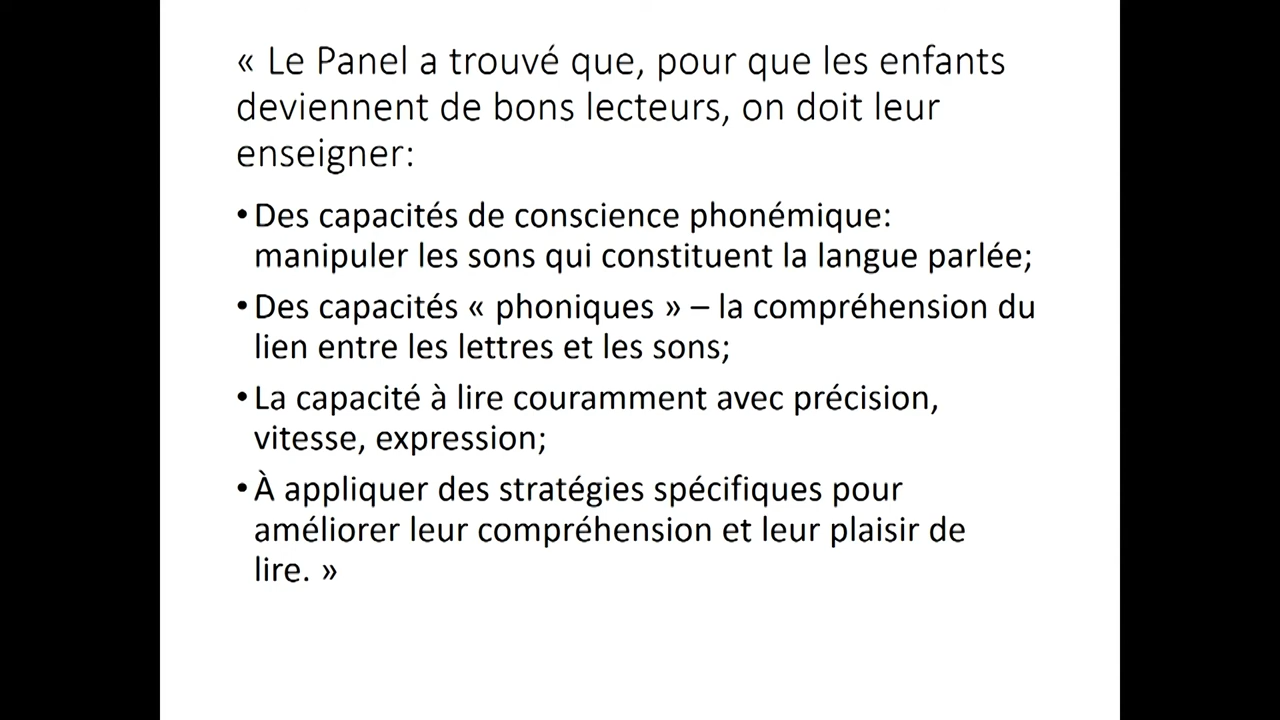 « Le Panel a trouvé que, pour que les enfants
deviennent de bons lecteurs, on doit leur
enseigner:
•Des capacités de conscience phonémique:
manipuler les sons qui constituent la langue parlée;
•Des capacités « phoniques » – la compréhension du
lien entre les lettres et les sons;
•La capacité à lire couramment avec précision,
vitesse, expression;
•À appliquer des stratégies spécifiques pour
améliorer leur compréhension et leur plaisir de
lire. »